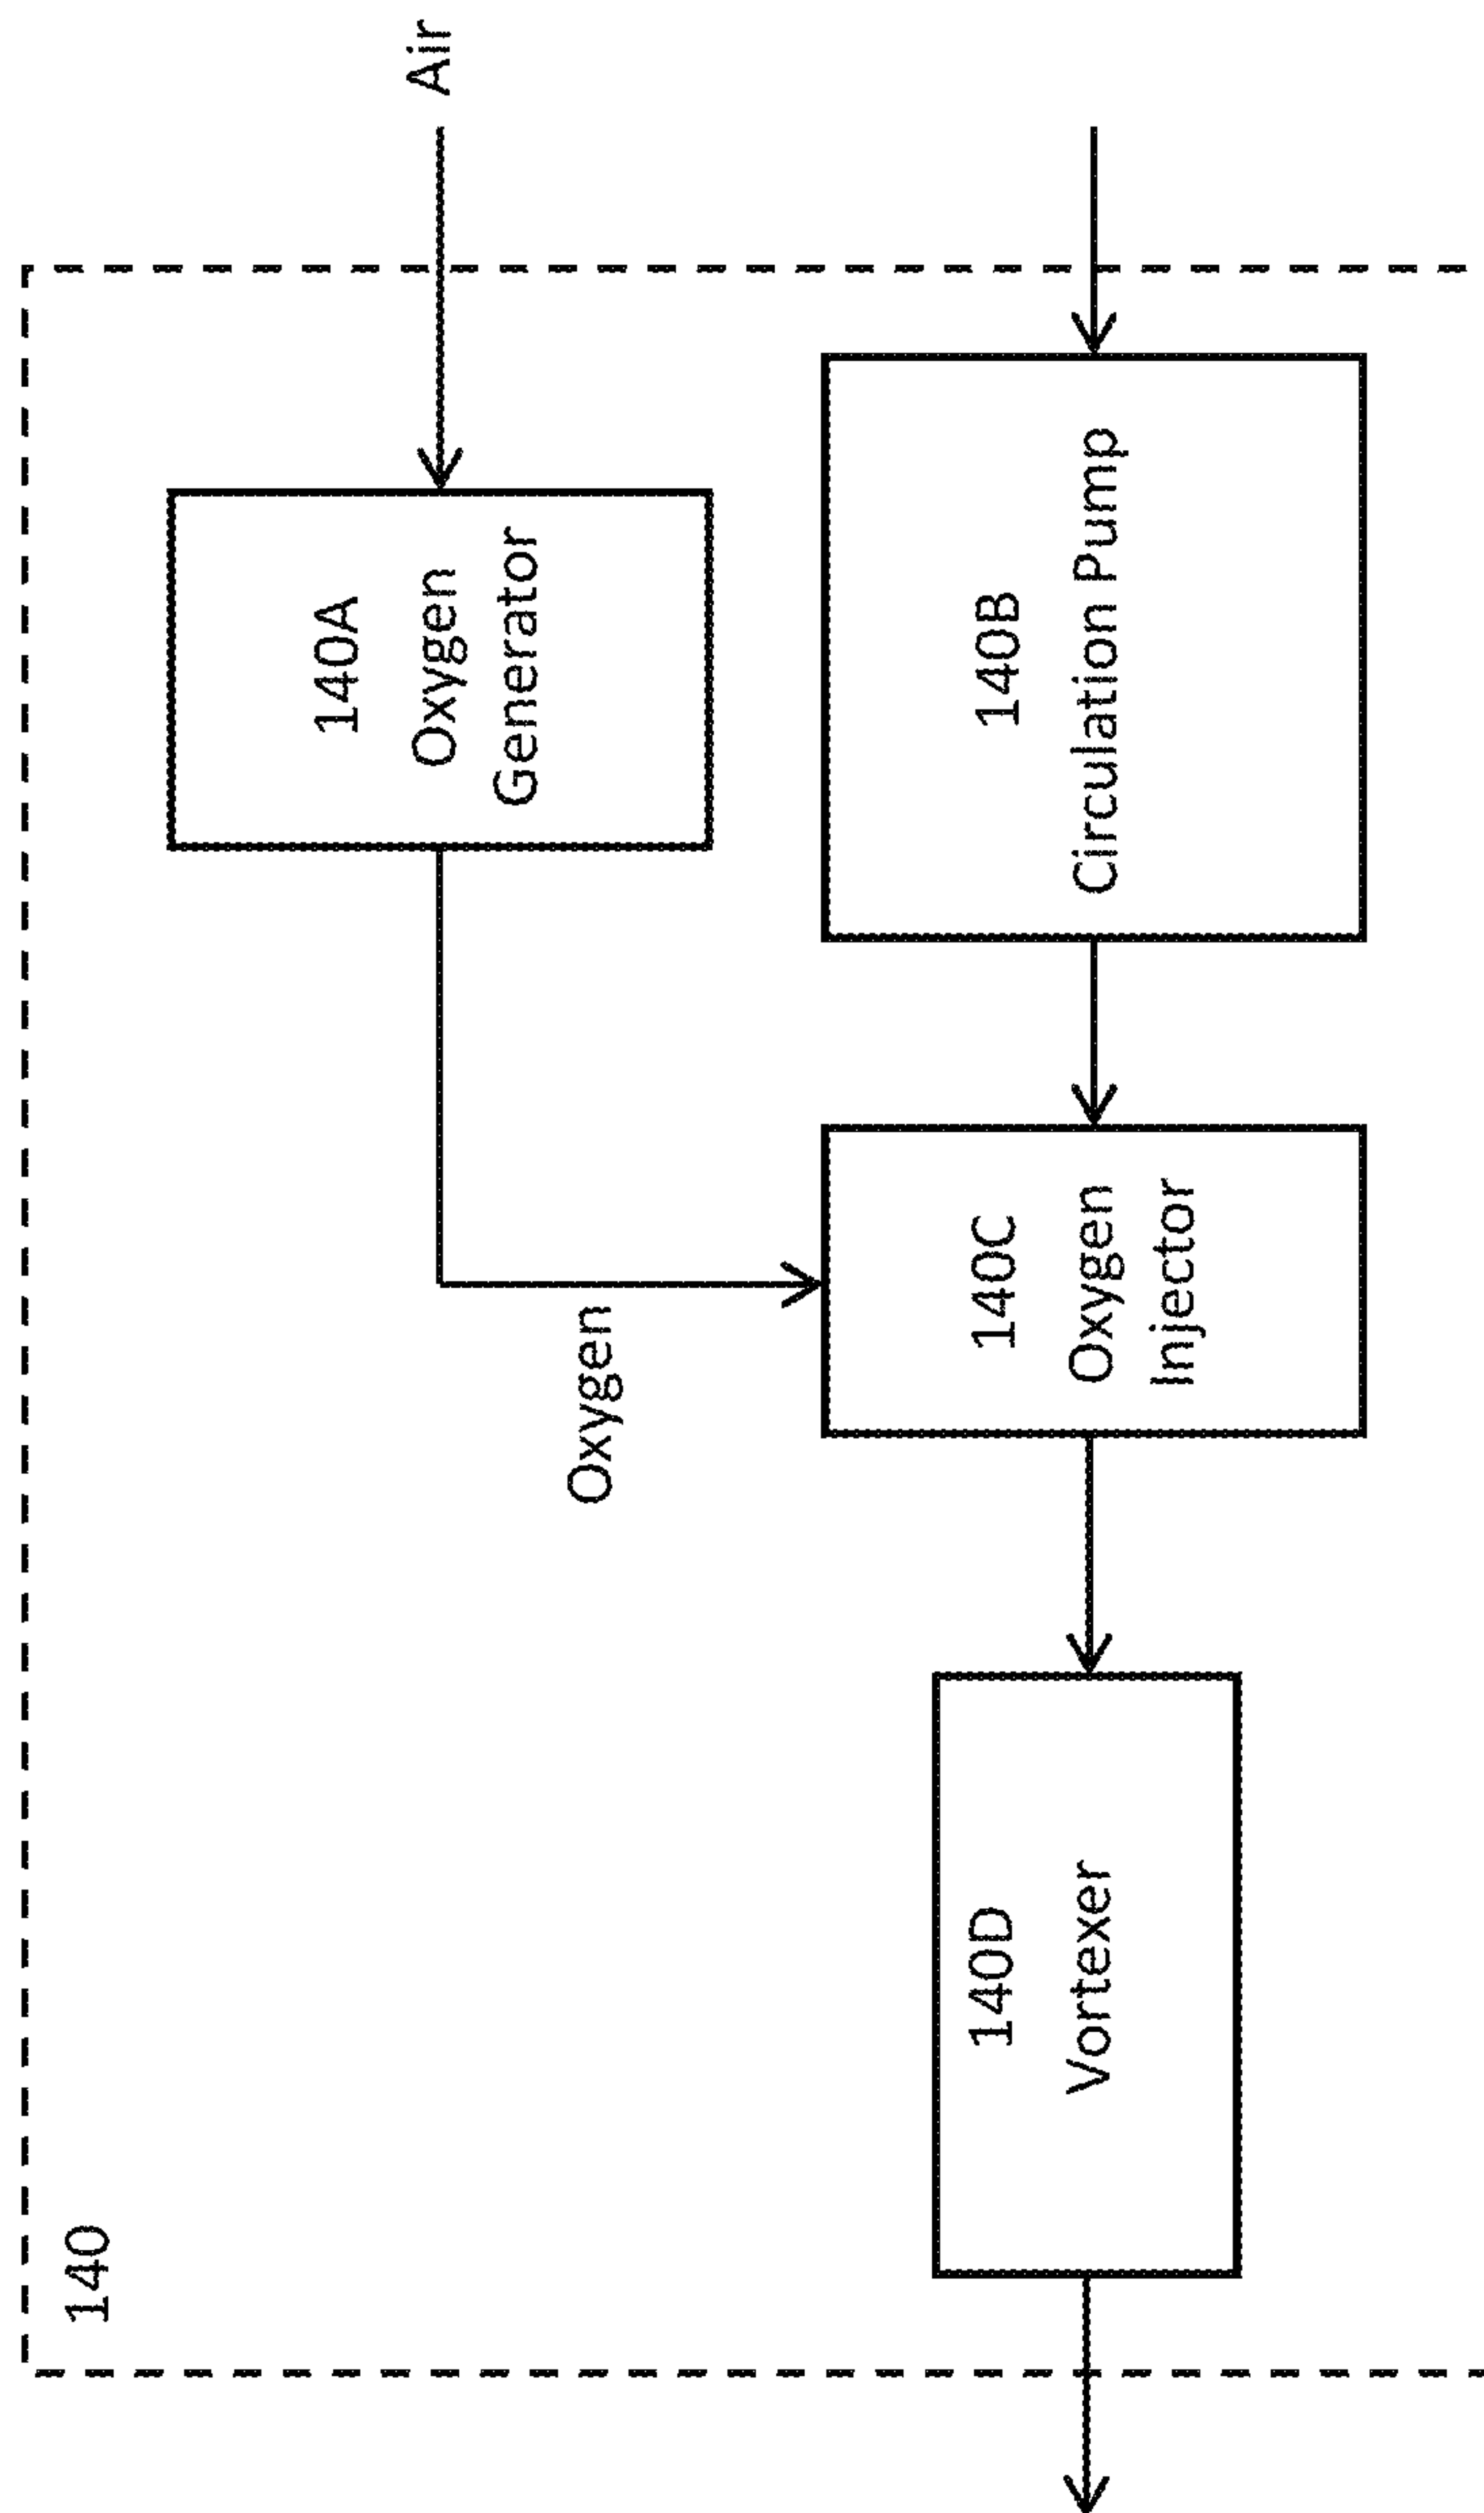 140
140A
Oxygen
Generator
Air
Oxygen
140D
Vortexer
140C
Oxygen
Injector
140B
Circulation Pump